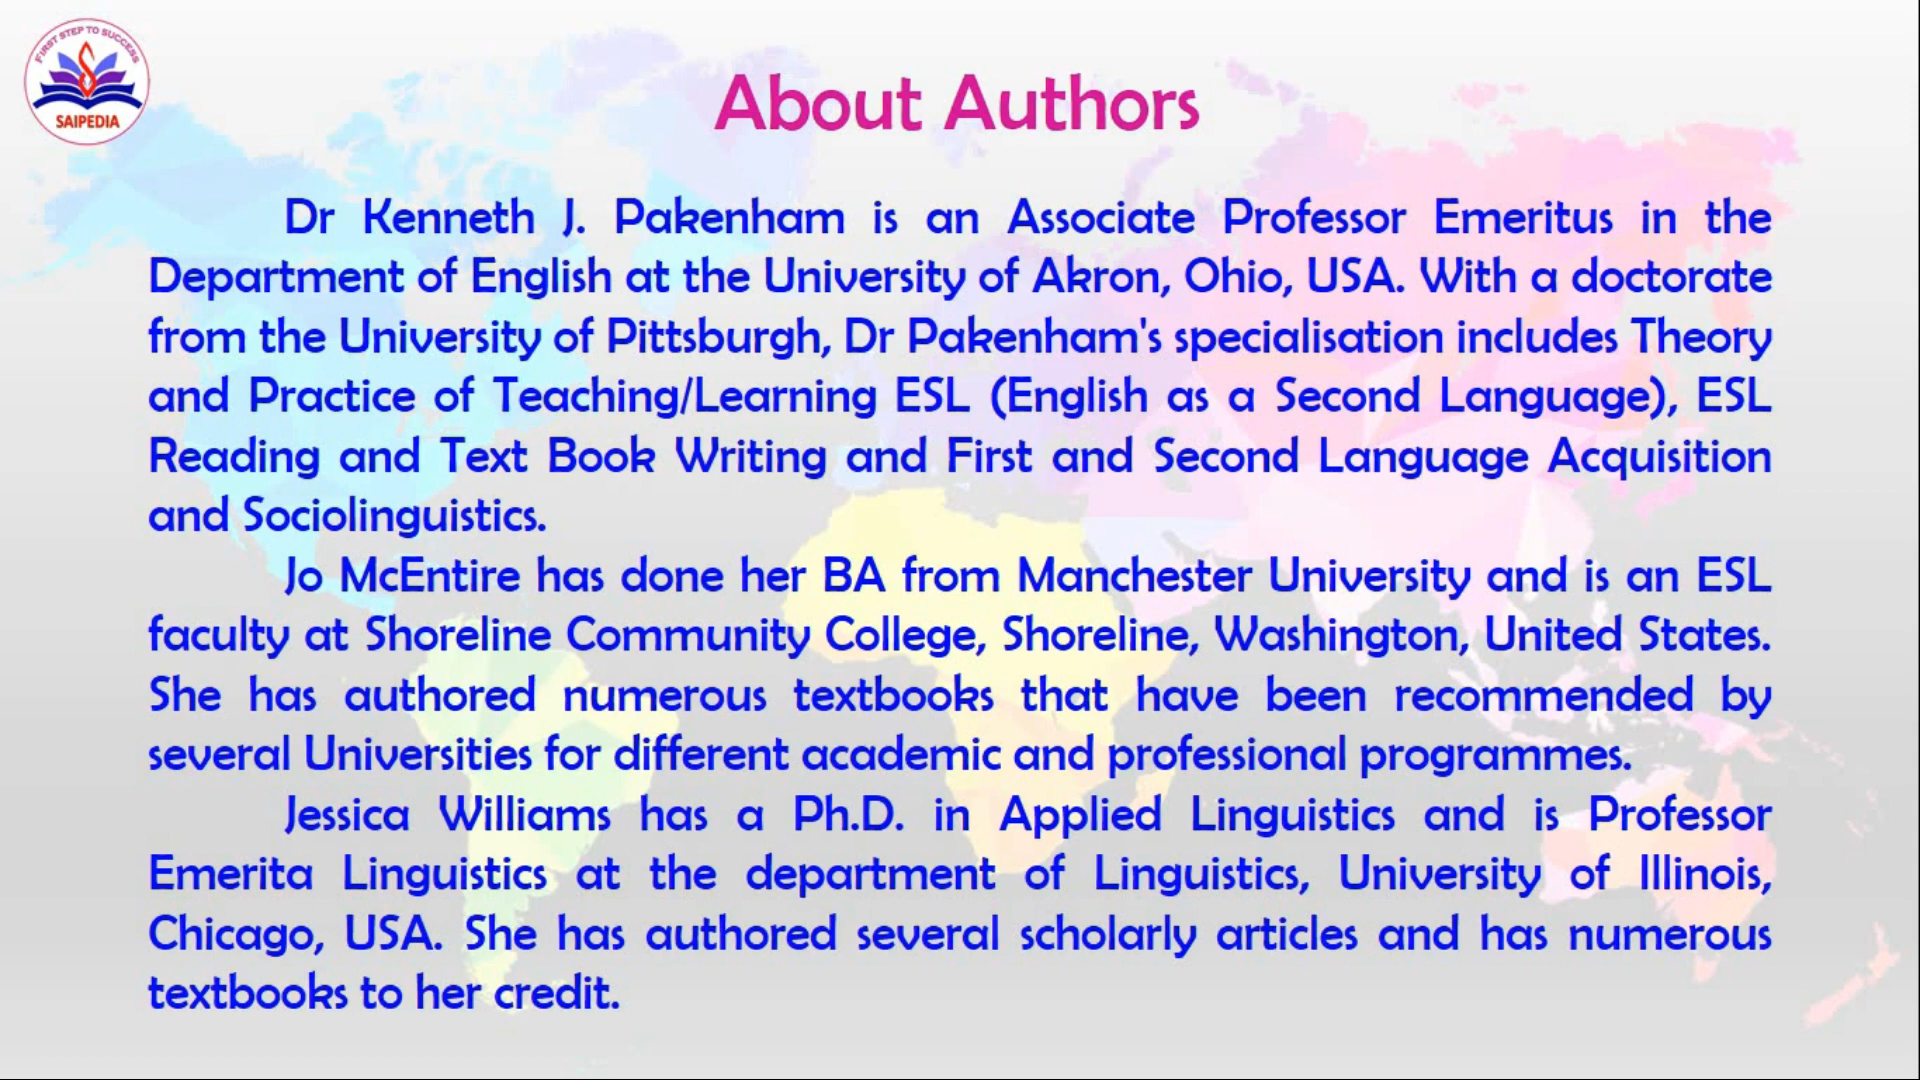 FIRST STEP TO SUCCESS
SAIPEDIA
About Authors
Dr Kenneth J. Pakenham is an Associate Professor Emeritus in the
Department of English at the University of Akron, Ohio, USA. With a doctorate
from the University of Pittsburgh, Dr Pakenham's specialisation includes Theory
and Practice of Teaching/Learning ESL (English as a Second Language), ESL
Reading and Text Book Writing and First and Second Language Acquisition
and Sociolinguistics.
Jo McEntire has done her BA from Manchester University and is an ESL
faculty at Shoreline Community College, Shoreline, Washington, United States.
She has authored numerous textbooks that have been recommended by
several Universities for different academic and professional programmes.
Jessica Williams has a Ph.D. in Applied Linguistics and is Professor
Emerita Linguistics at the department of Linguistics, University of Illinois,
Chicago, USA. She has authored several scholarly articles and has numerous
textbooks to her credit.